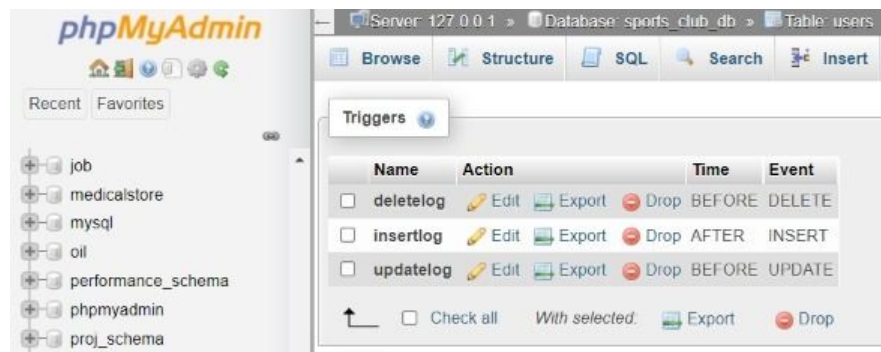 phpMyAdmin
Recent Favorites
job
medicalstore
mysql
oil
performance_schema
phpmyadmin
proj_schema
Server: 127.0.0.1 » Database: sports_club_db » Table: users
Browse Structure SQL Search Insert
Triggers
Name Action Time Event
deletelog Edit Export Drop BEFORE DELETE
insertlog Edit Export Drop AFTER INSERT
updatelog Edit Export Drop BEFORE UPDATE
Check all With selected: Export Drop